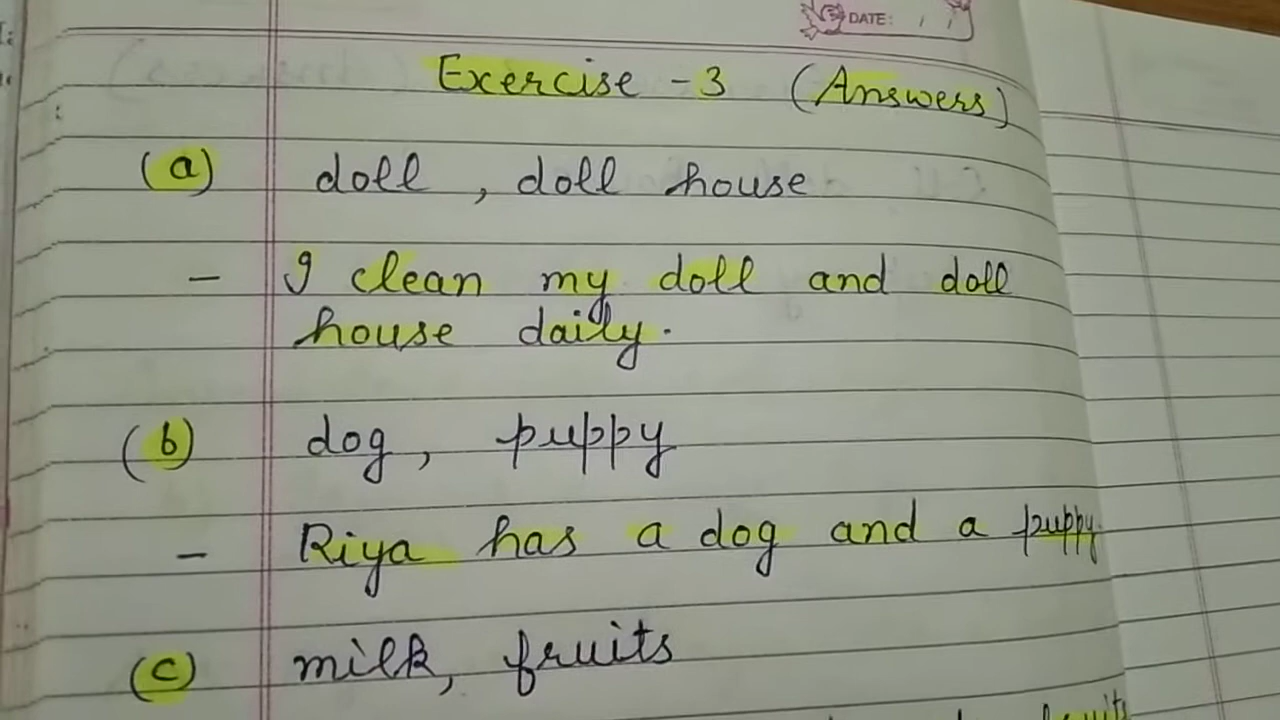 DATE: / /
Exercise - 3 (Answers)
(a) doll, doll house
- I clean my doll and doll
house daily.
(b) dog, puppy
- Riya has a dog and a puppy.
(c) milk, fruits
fruits